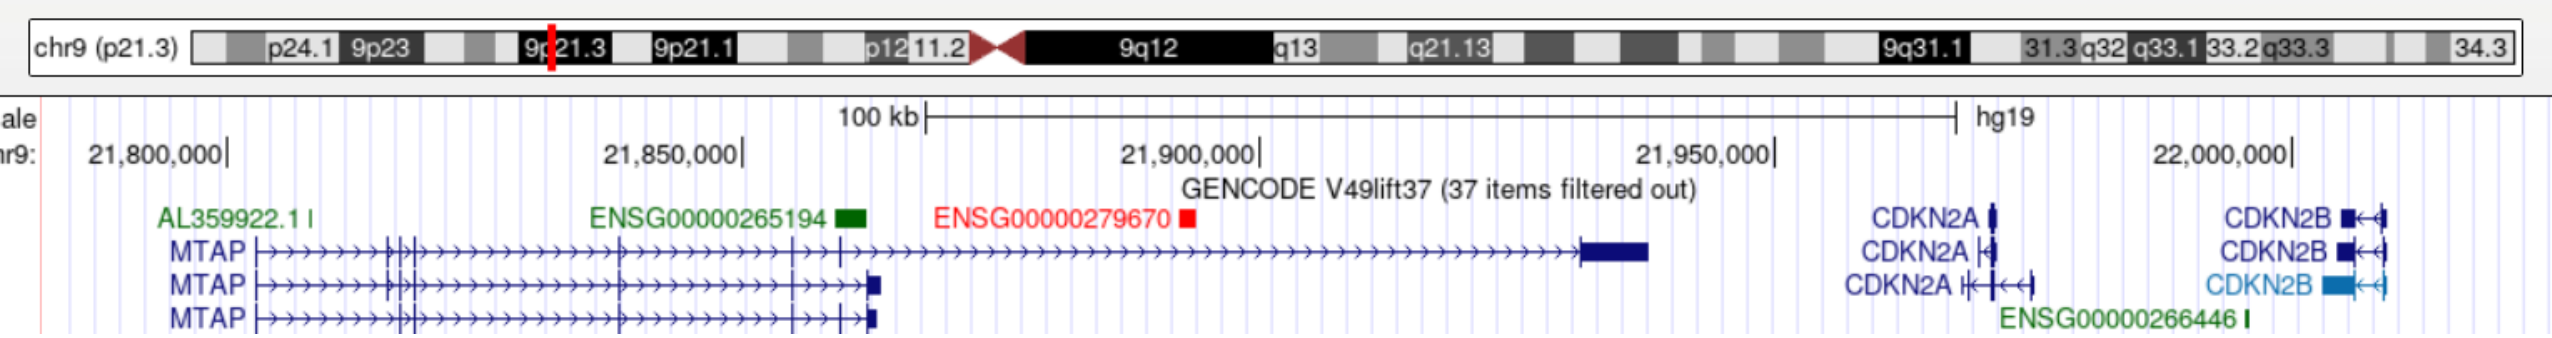 chr9 (p21.3) p24.1 9p23 9p21.3 9p21.1 p12 11.2 9q12 q13 q21.13 9q31.1 31.3 q32 q33.1 33.2 q33.3 34.3
ale 100 kb hg19
hr9: 21,800,000 21,850,000 21,900,000 21,950,000 22,000,000
GENCODE V49lift37 (37 items filtered out)
AL359922.1 ENSG00000265194 ENSG00000279670 CDKN2A CDKN2B
MTAP CDKN2A CDKN2B
MTAP CDKN2A CDKN2B
MTAP ENSG00000266446